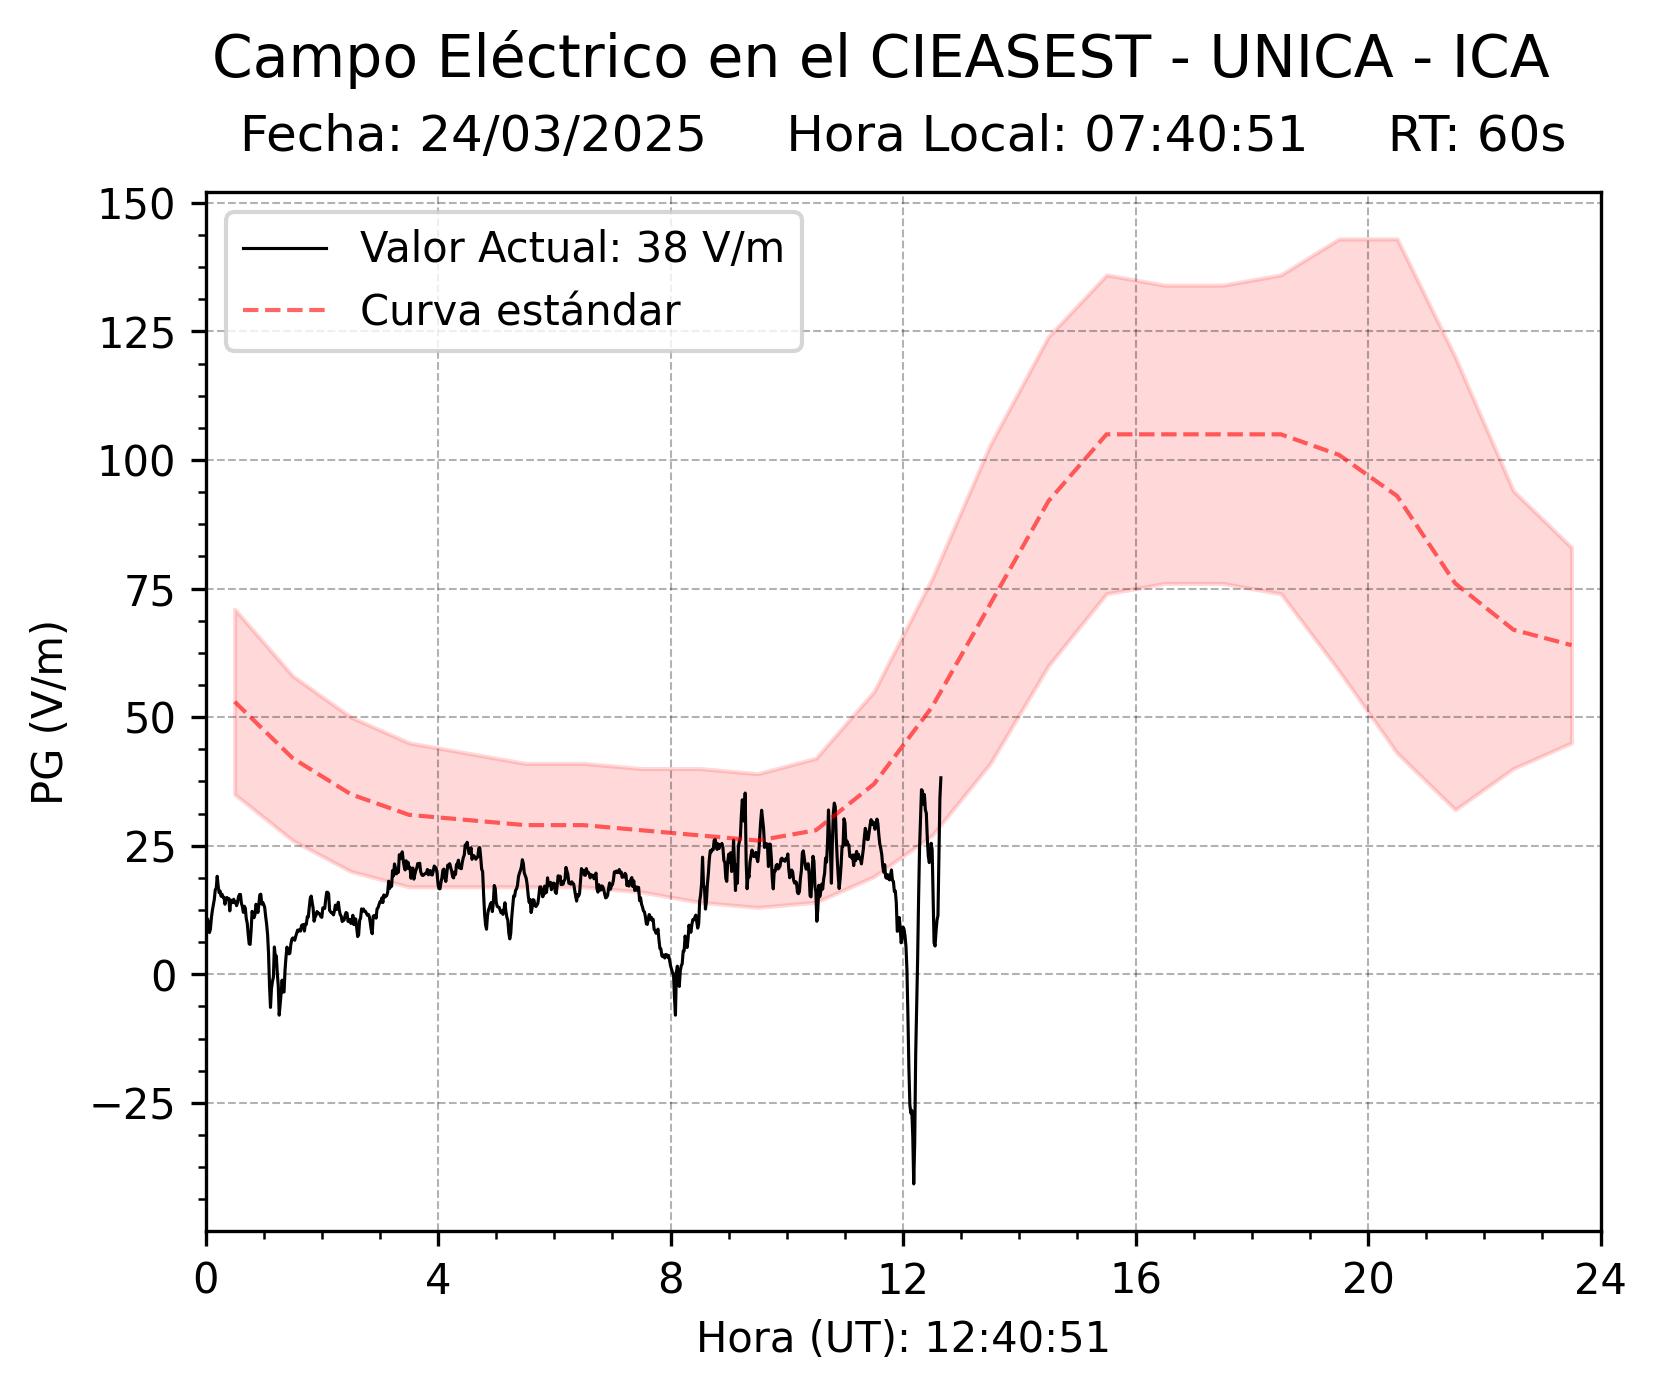 Campo Eléctrico en el CIEASEST - UNICA - ICA
Fecha: 24/03/2025 Hora Local: 07:40:51 RT: 60s
Valor Actual: 38 V/m
Curva estándar
PG (V/m)
150
125
100
75
50
25
0
−25
0 4 8 12 16 20 24
Hora (UT): 12:40:51